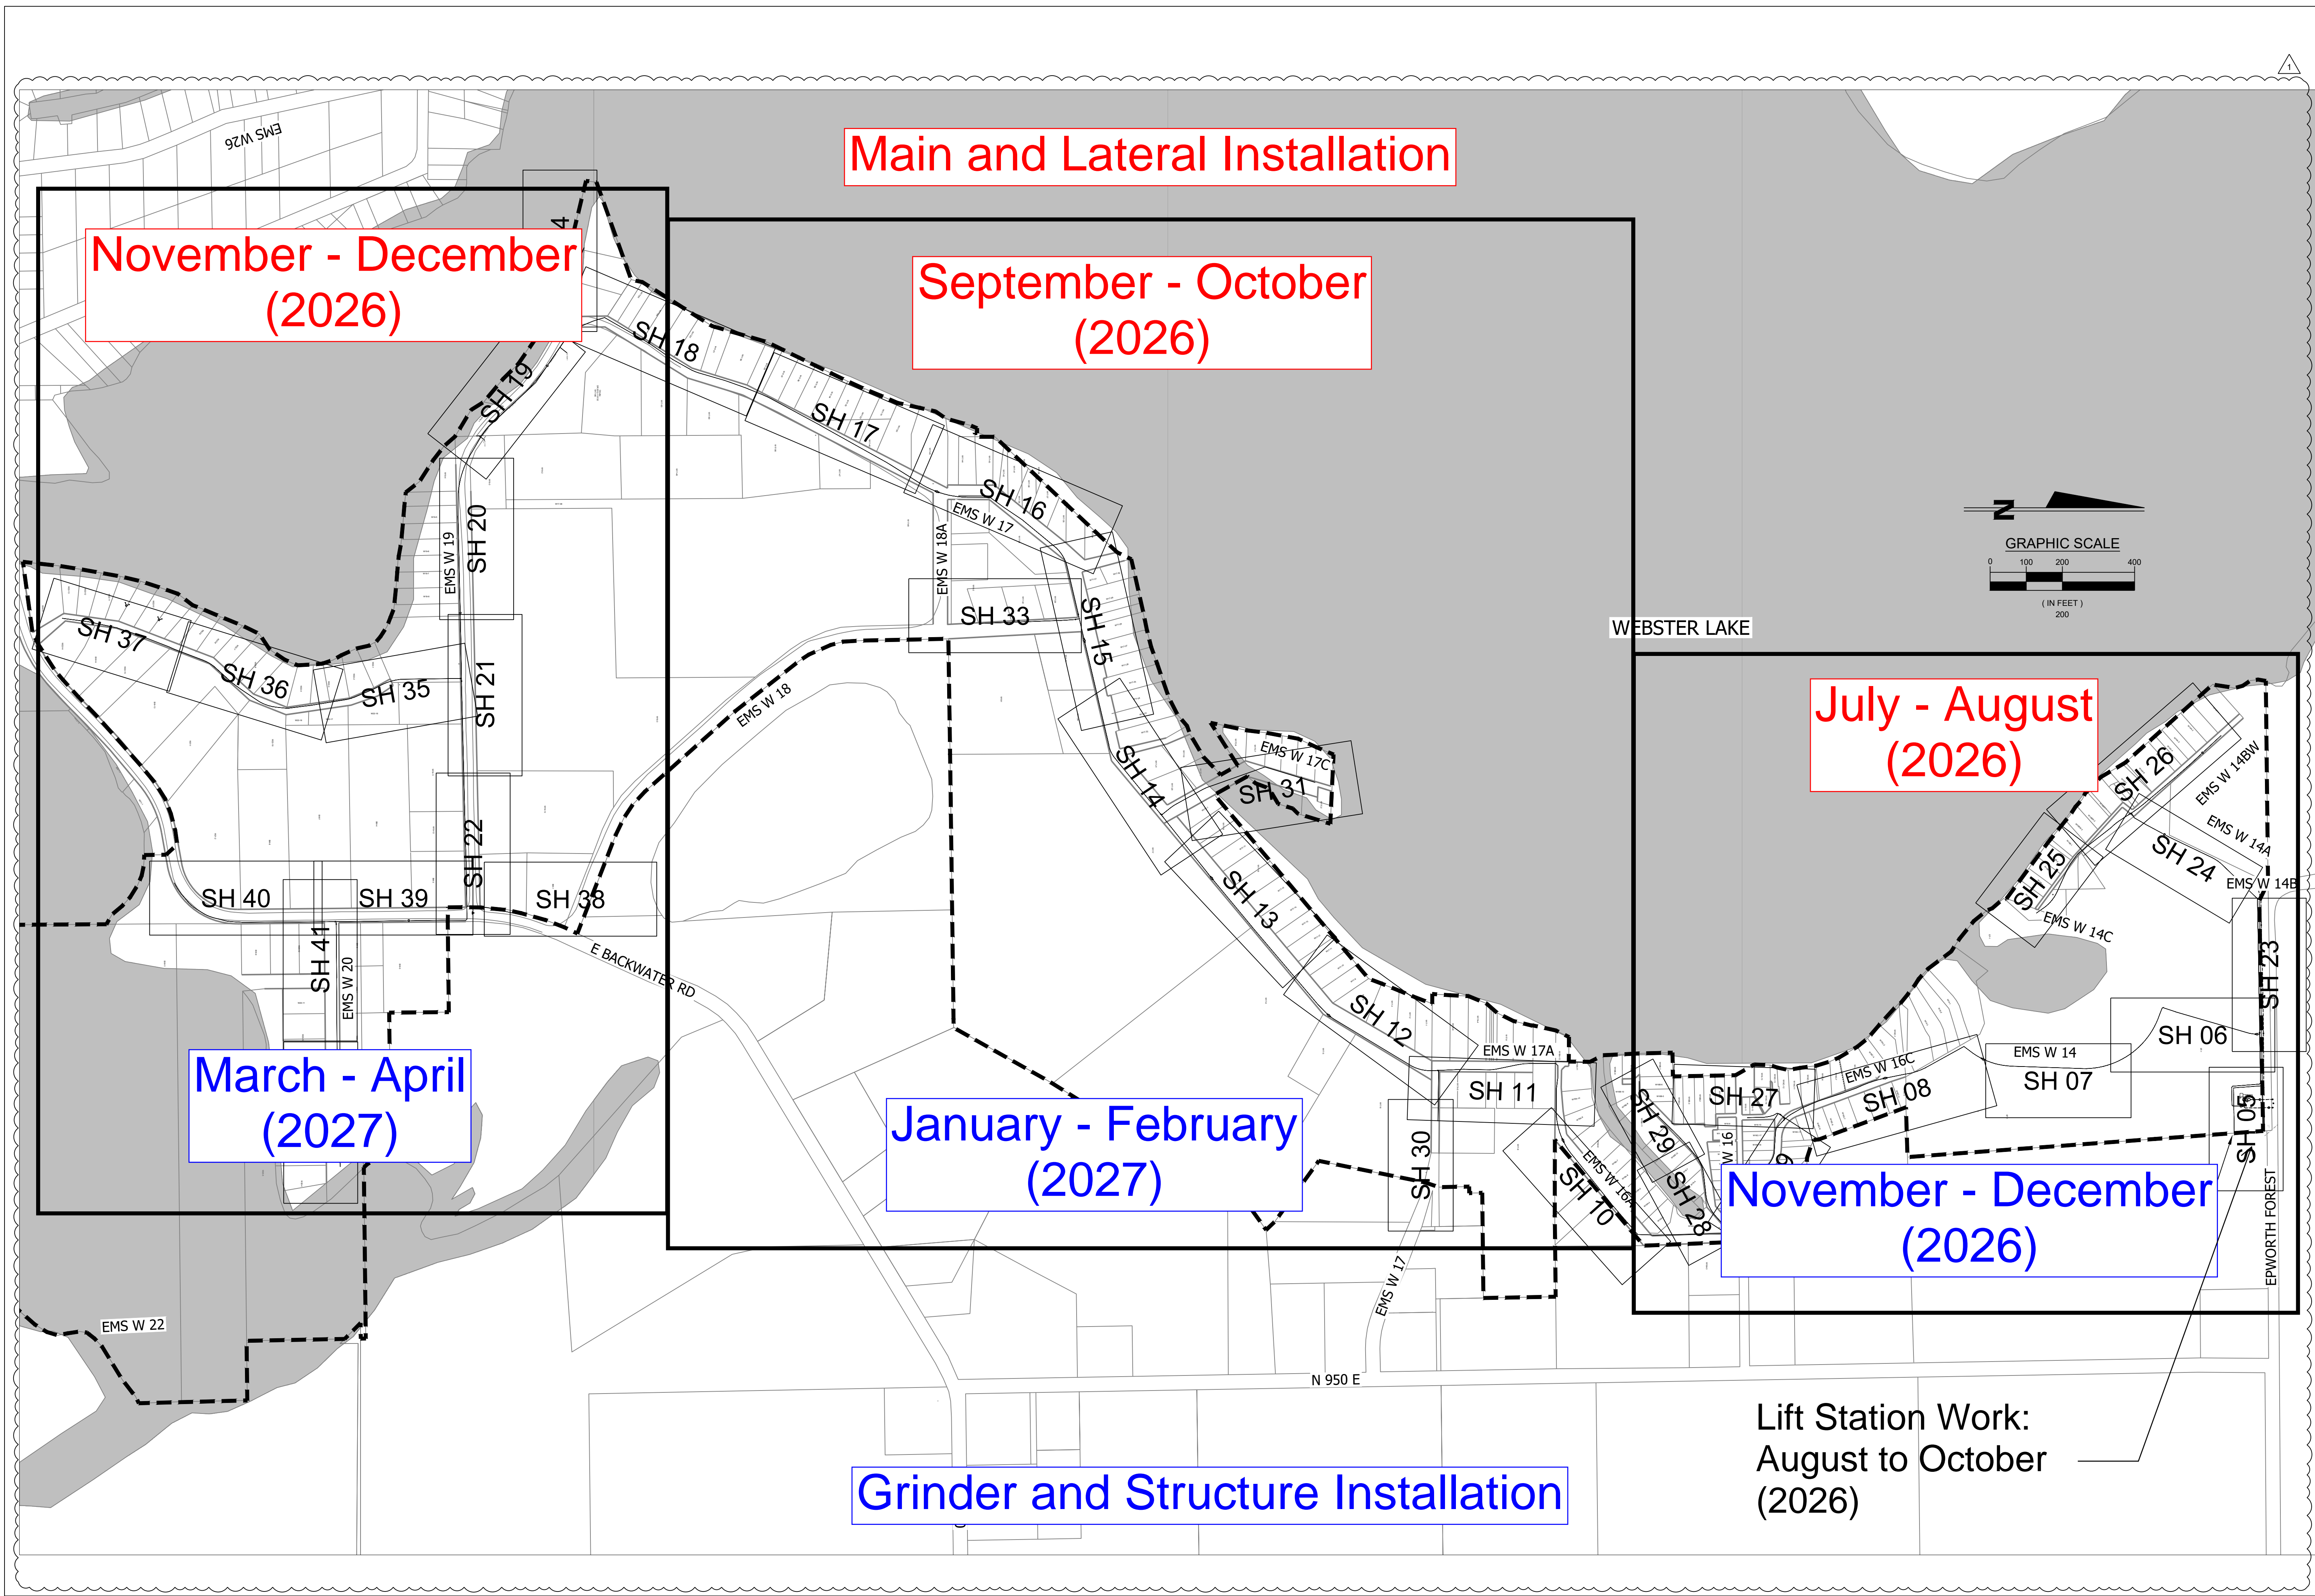 1
EMS W26
Main and Lateral Installation
November - December
(2026)
4
September - October
(2026)
SH 18
SH 19
SH 17
SH 16
EMS W 17
EMS W 18A
SH 20
EMS W 19
N
GRAPHIC SCALE
0 100 200 400
( IN FEET )
200
SH 33
SH 15
WEBSTER LAKE
SH 37
SH 36
SH 35
SH 21
EMS W 18
July - August
(2026)
EMS W 17C
SH 31
SH 14
SH 26
EMS W 14BW
EMS W 14A
SH 24
SH 25
EMS W 14B
EMS W 14C
SH 22
SH 40
SH 39
SH 38
SH 13
SH 41
EMS W 20
E BACKWATER RD
SH 23
SH 12
SH 06
EMS W 17A
EMS W 14
SH 07
EMS W 16C
SH 08
SH 11
SH 27
SH 29
SH 05
March - April
(2027)
January - February
(2027)
SH 30
EMS W 16A
SH 10
SH 28
W 16
9
November - December
(2026)
EPWORTH FOREST
EMS W 17
EMS W 22
N 950 E
Lift Station Work:
August to October
(2026)
Grinder and Structure Installation